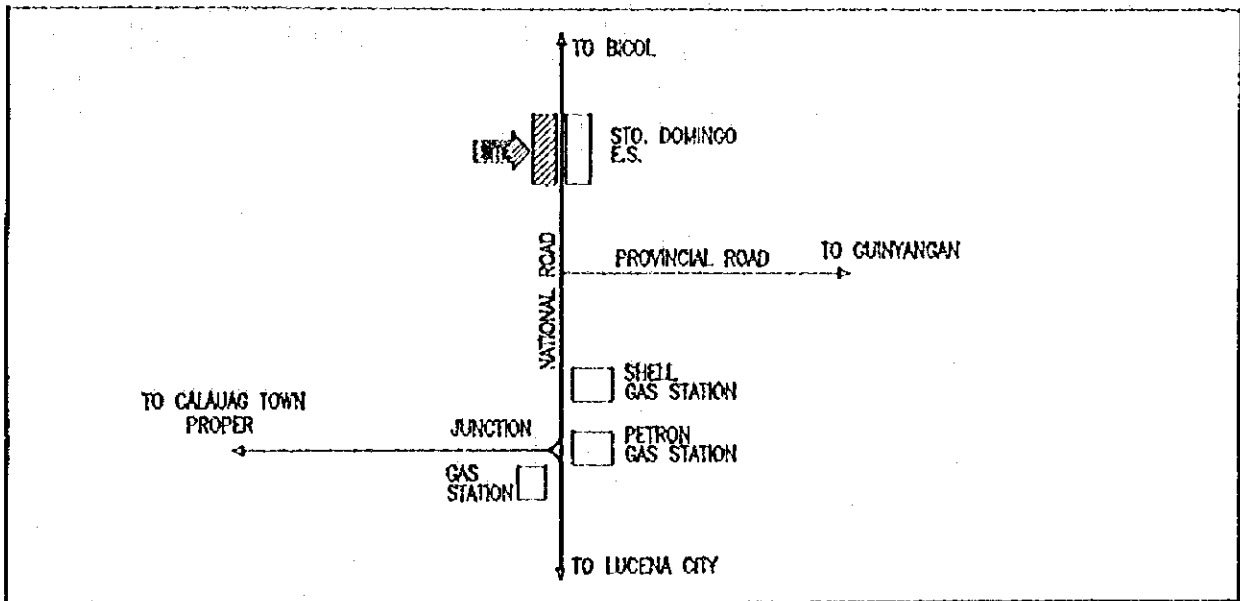 TO BICOL
STO. DOMINGO
E.S.
NATIONAL ROAD
PROVINCIAL ROAD
TO GUINYANGAN
SHELL
GAS STATION
TO CALAUAG TOWN
PROPER
JUNCTION
PETRON
GAS STATION
GAS
STATION
TO LUCENA CITY